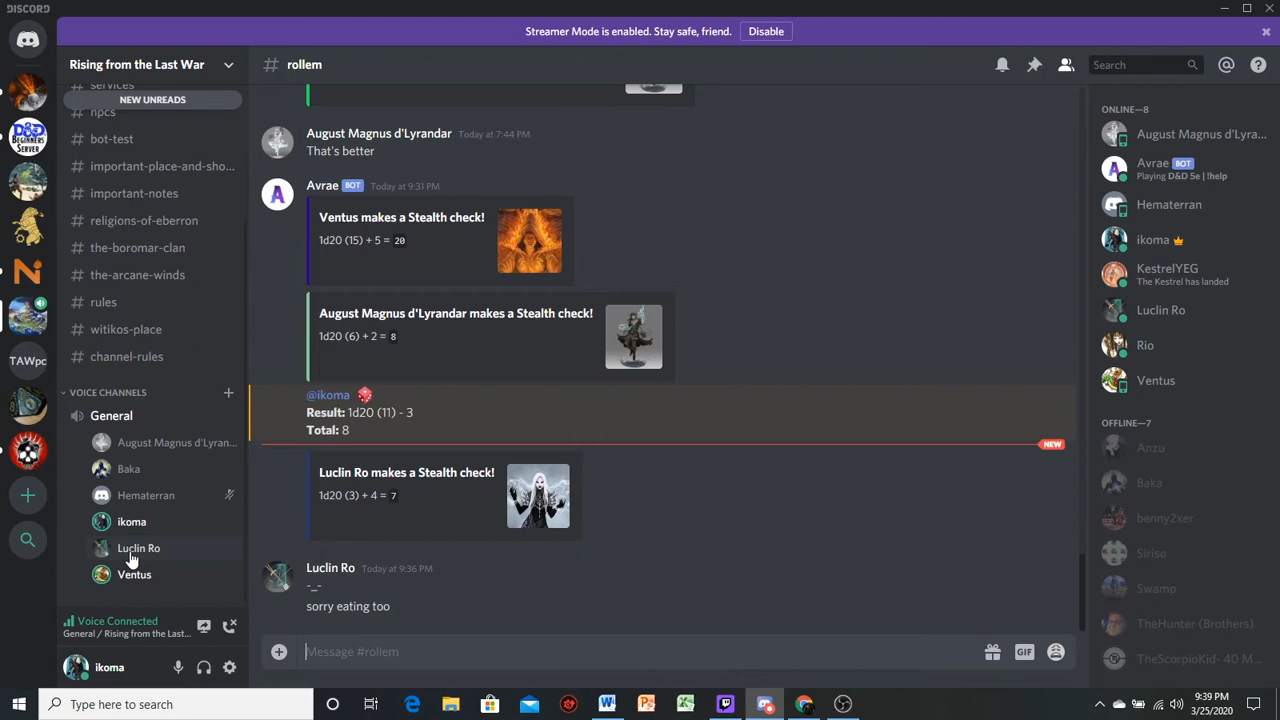 DISCORD
Streamer Mode is enabled. Stay safe, friend.
Disable
Rising from the Last War
services
NEW UNREADS
# npcs
# bot-test
# important-place-and-sho...
# important-notes
# religions-of-eberron
# the-boromar-clan
# the-arcane-winds
# rules
# witikos-place
# channel-rules
TAWpc
VOICE CHANNELS
General
August Magnus d'Lyran...
Baka
Hematerran
ikoma
Luclin Ro
Ventus
Voice Connected
General / Rising from the Last...
ikoma
# rollem
Search
August Magnus d'Lyrandar Today at 7:44 PM
That's better
Avrae BOT Today at 9:31 PM
A
Ventus makes a Stealth check!
1d20 (15) + 5 = 20
August Magnus d'Lyrandar makes a Stealth check!
1d20 (6) + 2 = 8
@ikoma
Result: 1d20 (11) - 3
Total: 8
NEW
Luclin Ro makes a Stealth check!
1d20 (3) + 4 = 7
Luclin Ro Today at 9:36 PM
-_-
sorry eating too
Message #rollem
GIF
ONLINE—8
August Magnus d'Lyra...
Avrae BOT
Playing D&D 5e | !help
Hematerran
ikoma
KestrelYEG
The Kestrel has landed
Luclin Ro
Rio
Ventus
OFFLINE—7
Anzu
Baka
benny2xer
Siriso
Swamp
TheHunter (Brothers)
TheScorpioKid- 40 M...
Type here to search
9:39 PM
3/25/2020